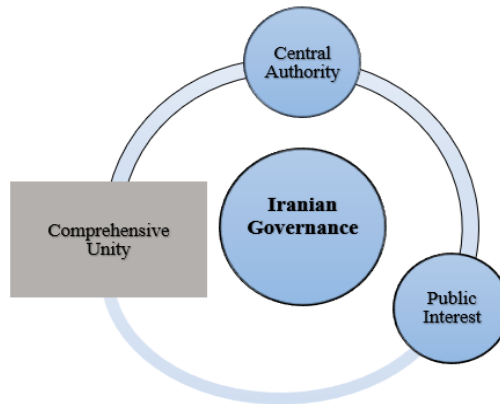 Central
Authority
Iranian
Governance
Comprehensive
Unity
Public
Interest